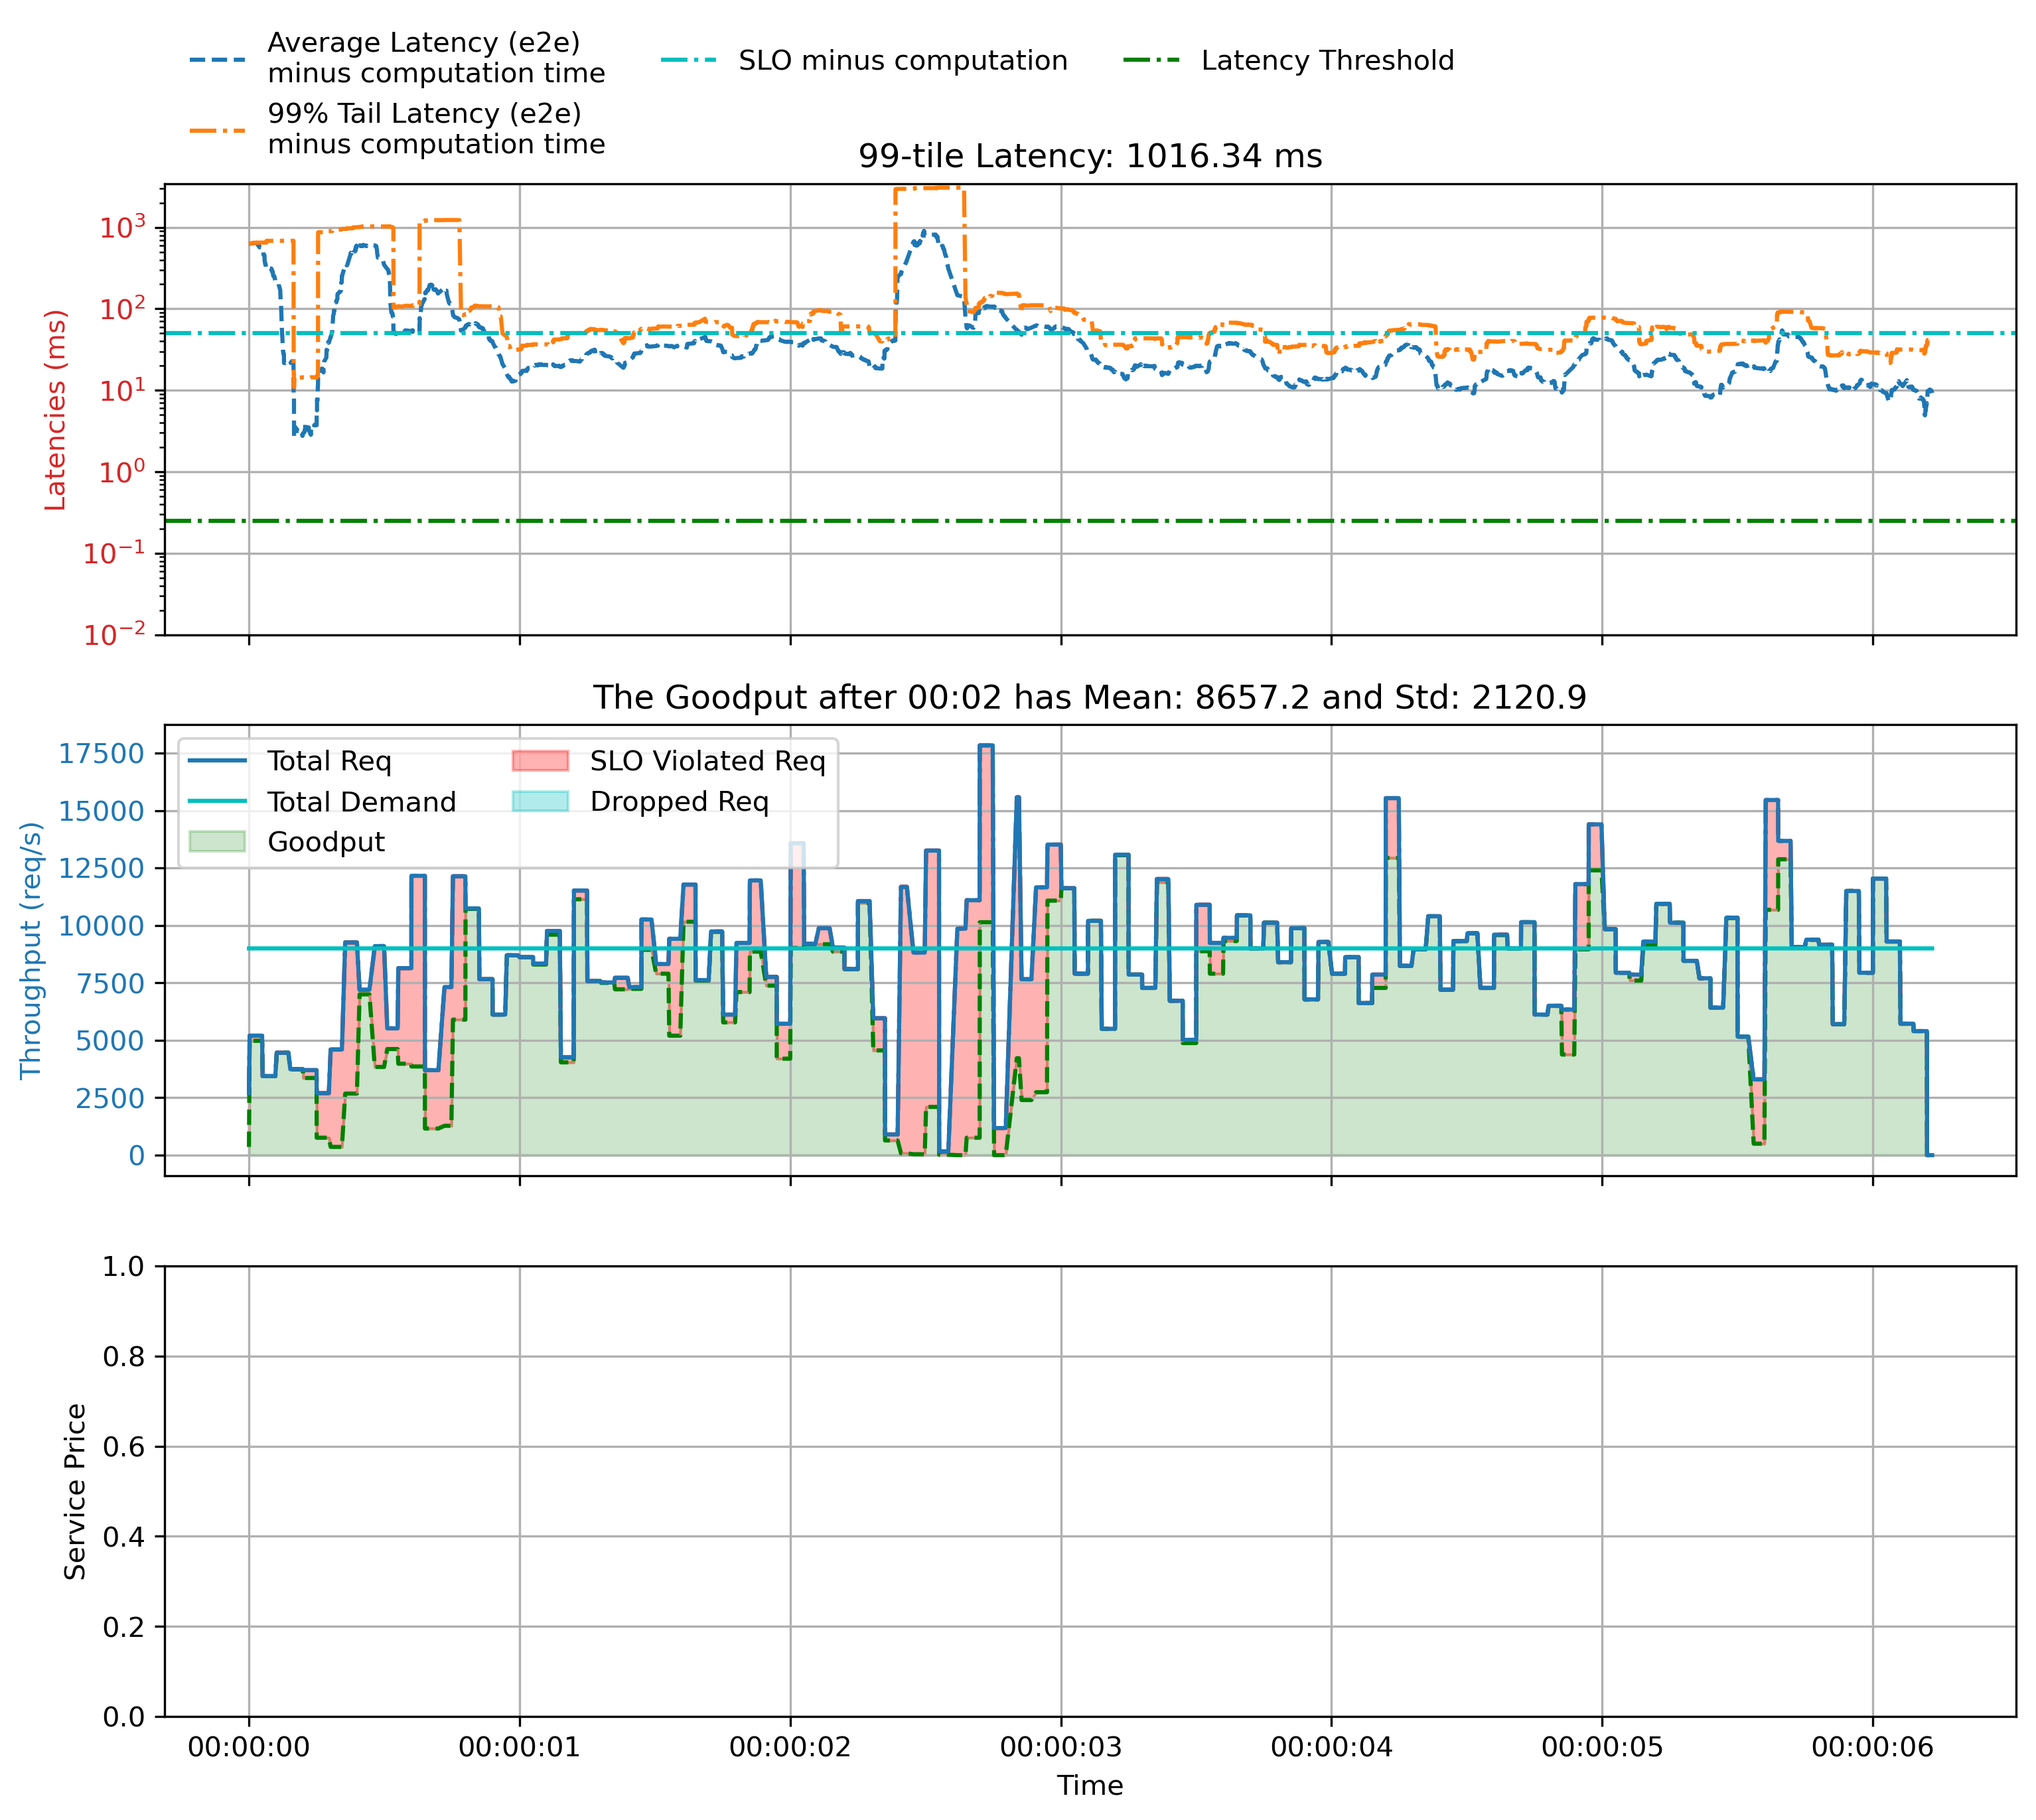 Average Latency (e2e)
minus computation time
SLO minus computation
Latency Threshold
99% Tail Latency (e2e)
minus computation time
99-tile Latency: 1016.34 ms
10³
10²
10¹
10⁰
10⁻¹
10⁻²
Latencies (ms)
The Goodput after 00:02 has Mean: 8657.2 and Std: 2120.9
Total Req
SLO Violated Req
Total Demand
Dropped Req
Goodput
17500
15000
12500
10000
7500
5000
2500
0
Throughput (req/s)
1.0
0.8
0.6
0.4
0.2
0.0
Service Price
00:00:00
00:00:01
00:00:02
00:00:03
00:00:04
00:00:05
00:00:06
Time